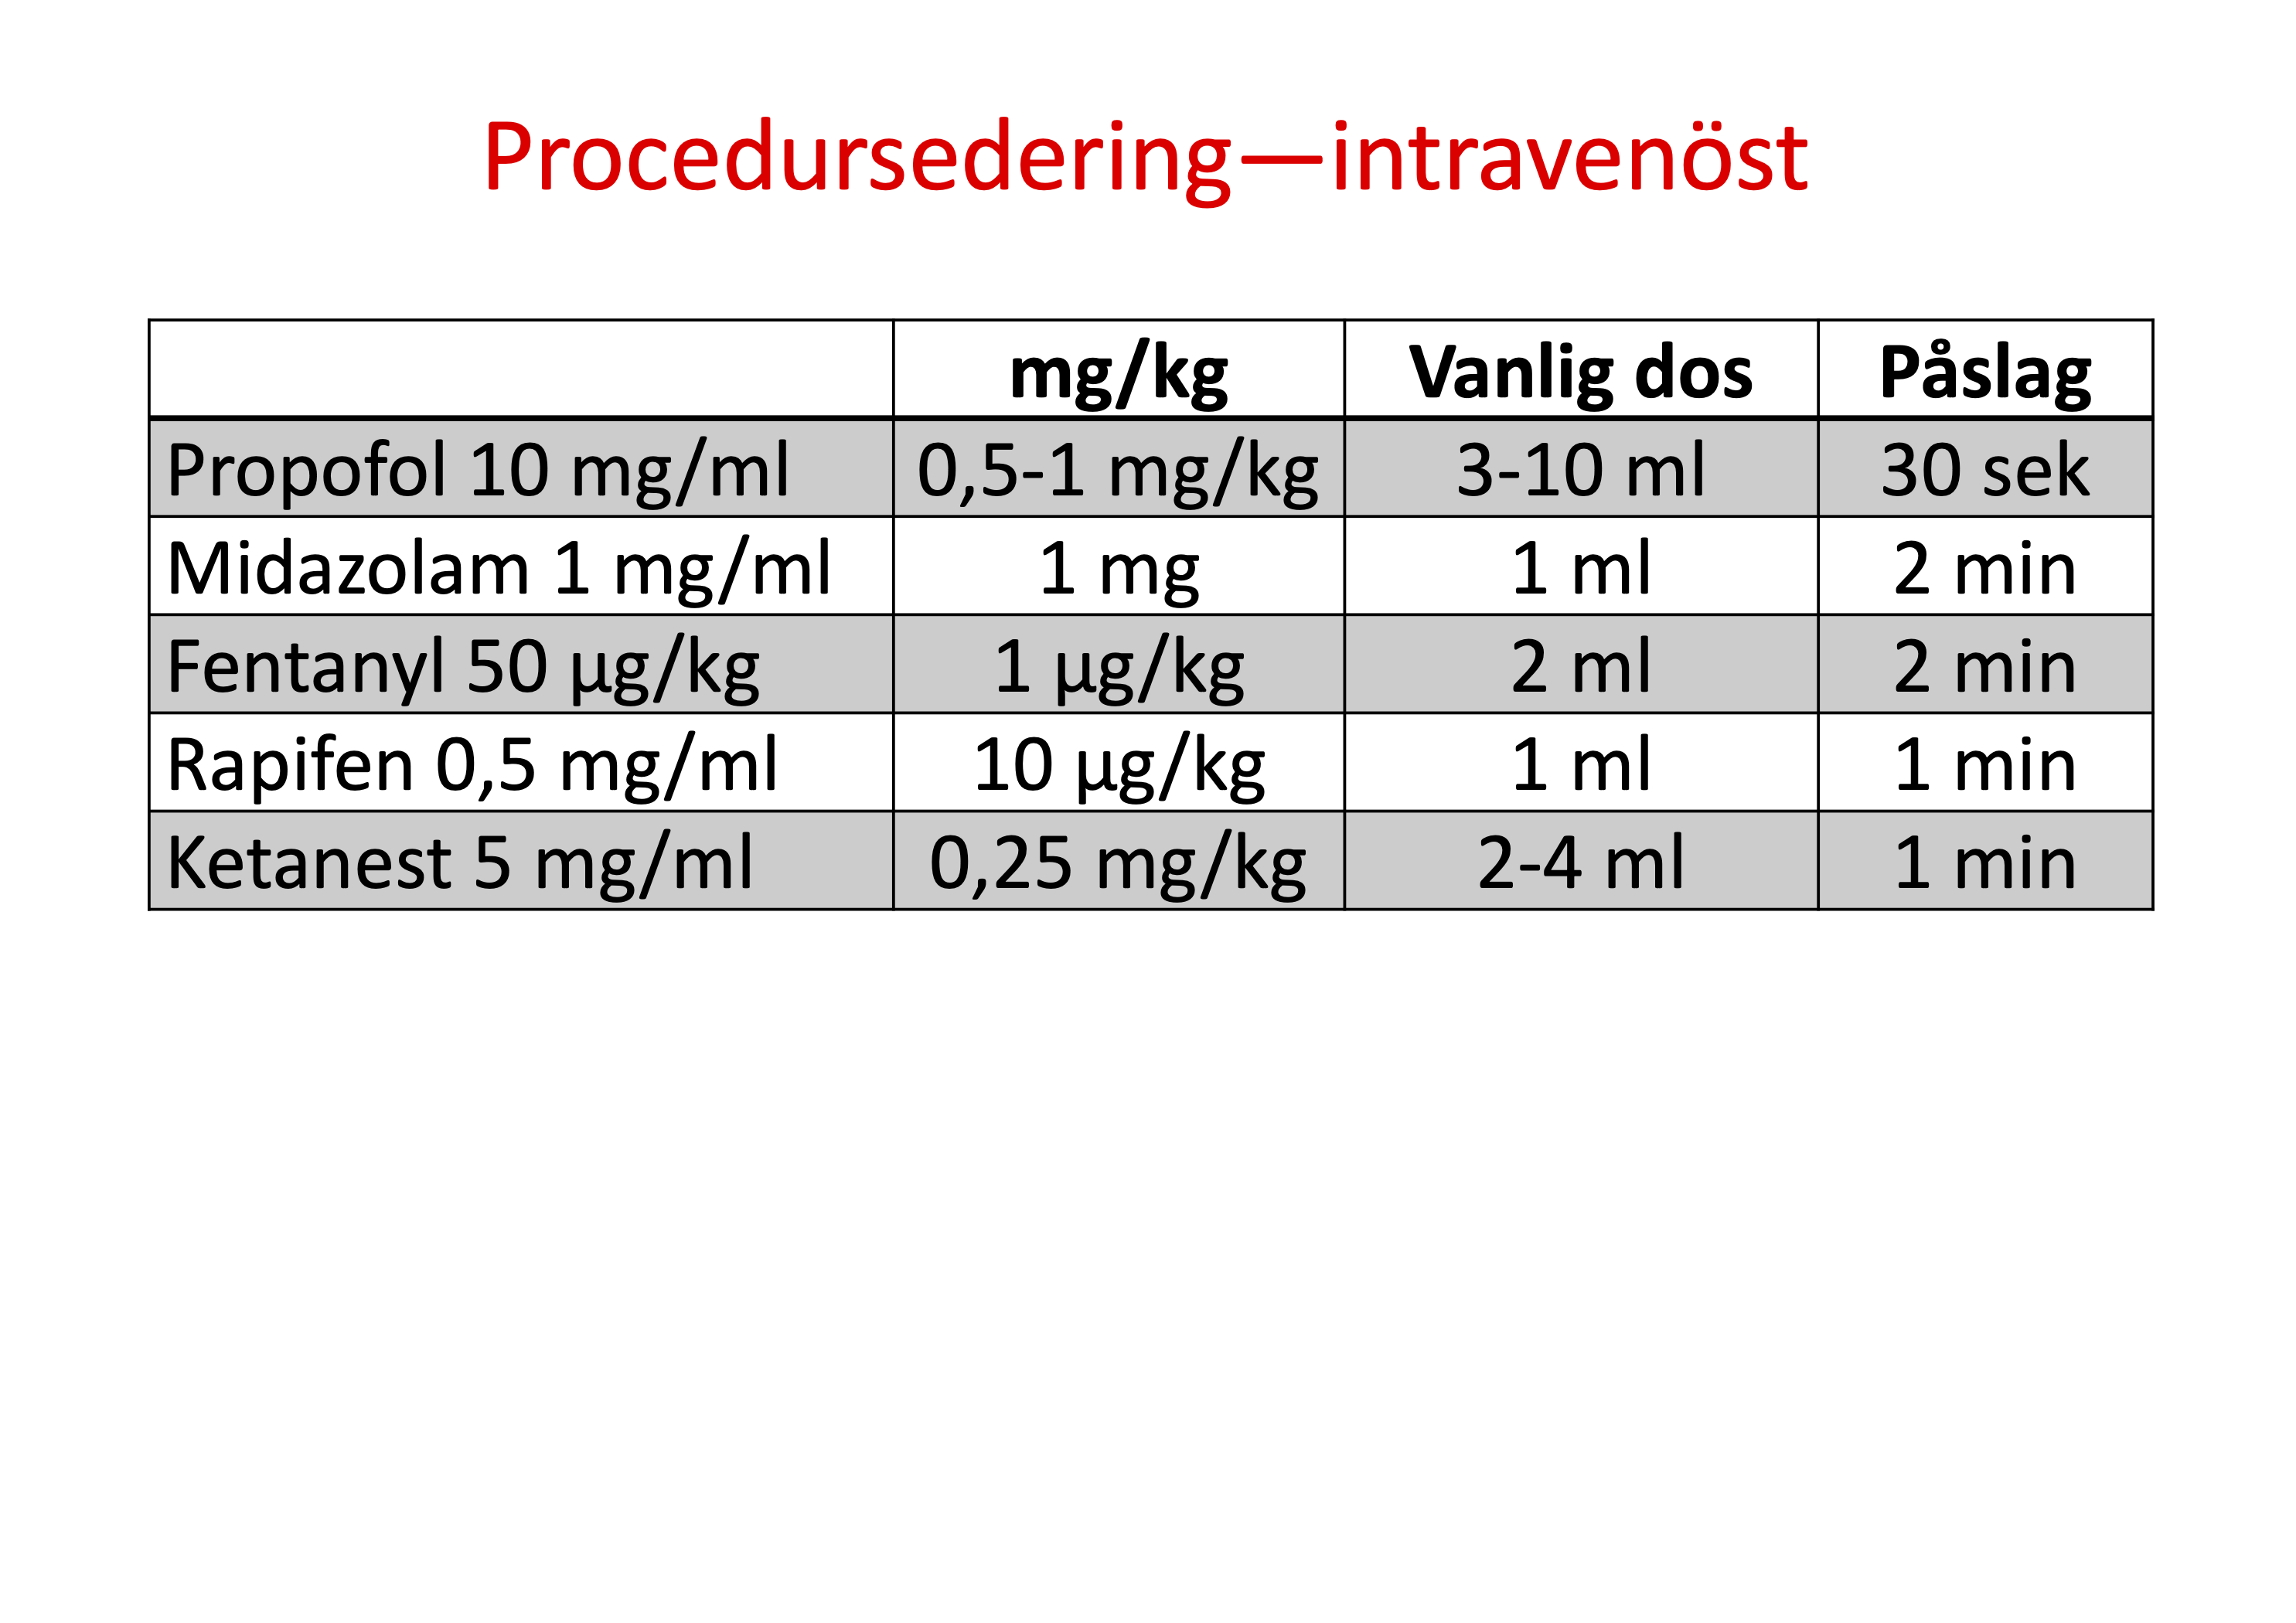 Procedursedering—intravenöst
mg/kg Vanlig dos Påslag
Propofol 10 mg/ml 0,5-1 mg/kg 3-10 ml 30 sek
Midazolam 1 mg/ml 1 mg 1 ml 2 min
Fentanyl 50 µg/kg 1 µg/kg 2 ml 2 min
Rapifen 0,5 mg/ml 10 µg/kg 1 ml 1 min
Ketanest 5 mg/ml 0,25 mg/kg 2-4 ml 1 min